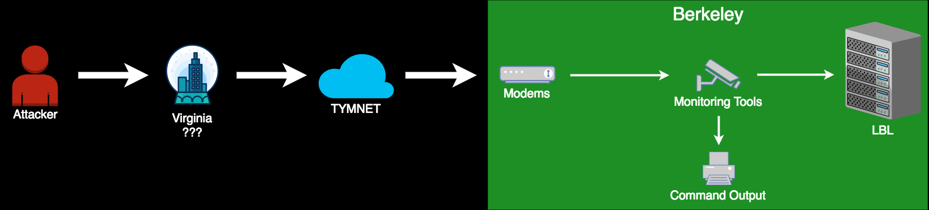 Berkeley
Attacker
Virginia
???
TYMNET
Modems
Monitoring Tools
LBL
Command Output